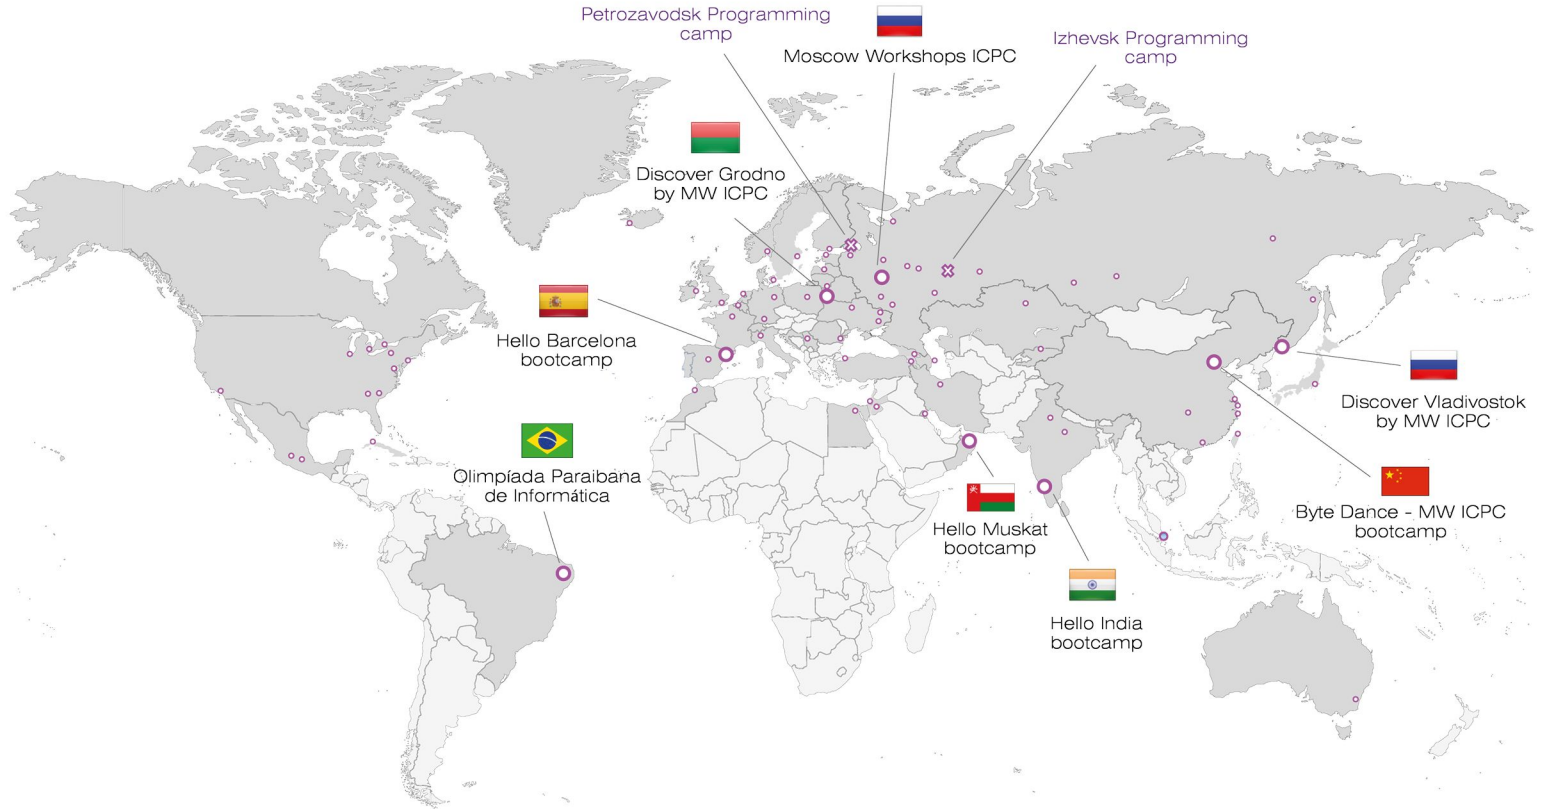 Petrozavodsk Programming
camp
Moscow Workshops ICPC
Izhevsk Programming
camp
Discover Grodno
by MW ICPC
Hello Barcelona
bootcamp
Discover Vladivostok
by MW ICPC
Olimpíada Paraibana
de Informática
Byte Dance - MW ICPC
bootcamp
Hello Muskat
bootcamp
Hello India
bootcamp